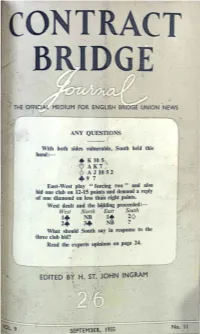 CONTRACT
BRIDGE
Journal
THE OFFICIAL MEDIUM FOR ENGLISH BRIDGE UNION NEWS
ANY QUESTIONS
With both sides vulnerable, South held this
hand:—
♠ K 10 5
♡ A K 7
♢ A J 10 5 2
♣ 9 7
East-West play "forcing two" and also
bid one club on 12-15 points and demand a reply
of one diamond on less than eight points.
West dealt and the bidding proceeded:—
West North East South
1♣ NB 1♠ 2♢
3♣ NB ?
What should South say in response to the
three club bid?
Read the experts opinions on page 24.
EDITED BY H. ST. JOHN INGRAM
2/6
VOL. 9 SEPTEMBER, 1955 No. 11